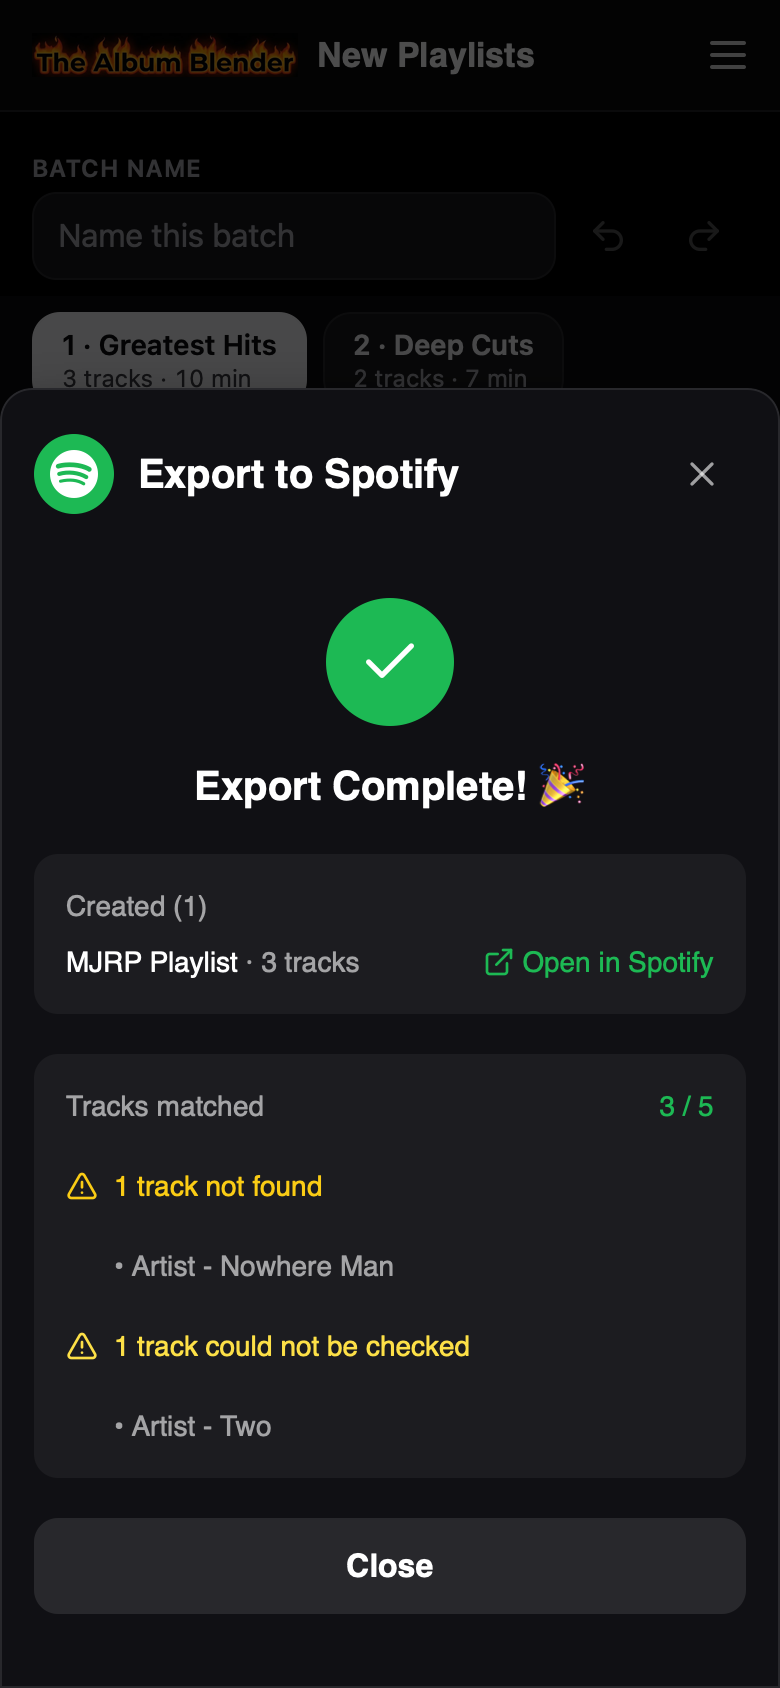 The Album Blender New Playlists
BATCH NAME
Name this batch
1 · Greatest Hits
3 tracks · 10 min
2 · Deep Cuts
2 tracks · 7 min
Export to Spotify
Export Complete! 🎉
Created (1)
MJRP Playlist · 3 tracks Open in Spotify
Tracks matched 3 / 5
1 track not found
• Artist - Nowhere Man
1 track could not be checked
• Artist - Two
Close